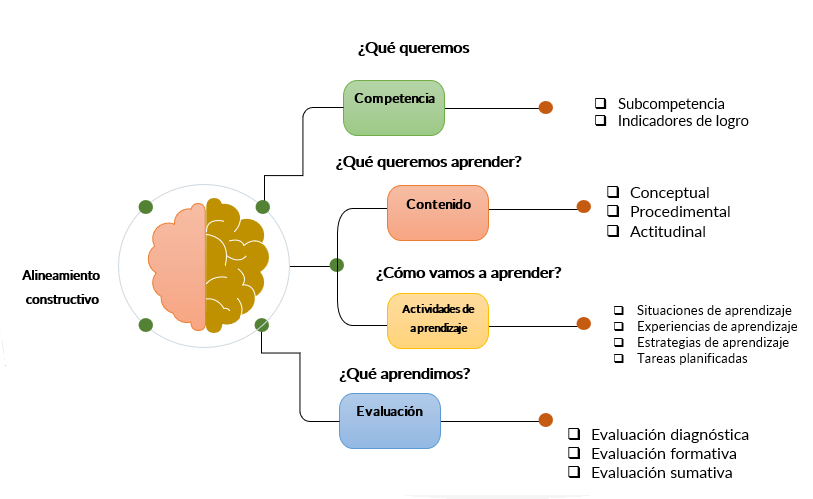 ¿Qué queremos
Competencia
Subcompetencia
Indicadores de logro
¿Qué queremos aprender?
Contenido
Conceptual
Procedimental
Actitudinal
Alineamiento
constructivo
¿Cómo vamos a aprender?
Actividades de
aprendizaje
Situaciones de aprendizaje
Experiencias de aprendizaje
Estrategias de aprendizaje
Tareas planificadas
¿Qué aprendimos?
Evaluación
Evaluación diagnóstica
Evaluación formativa
Evaluación sumativa